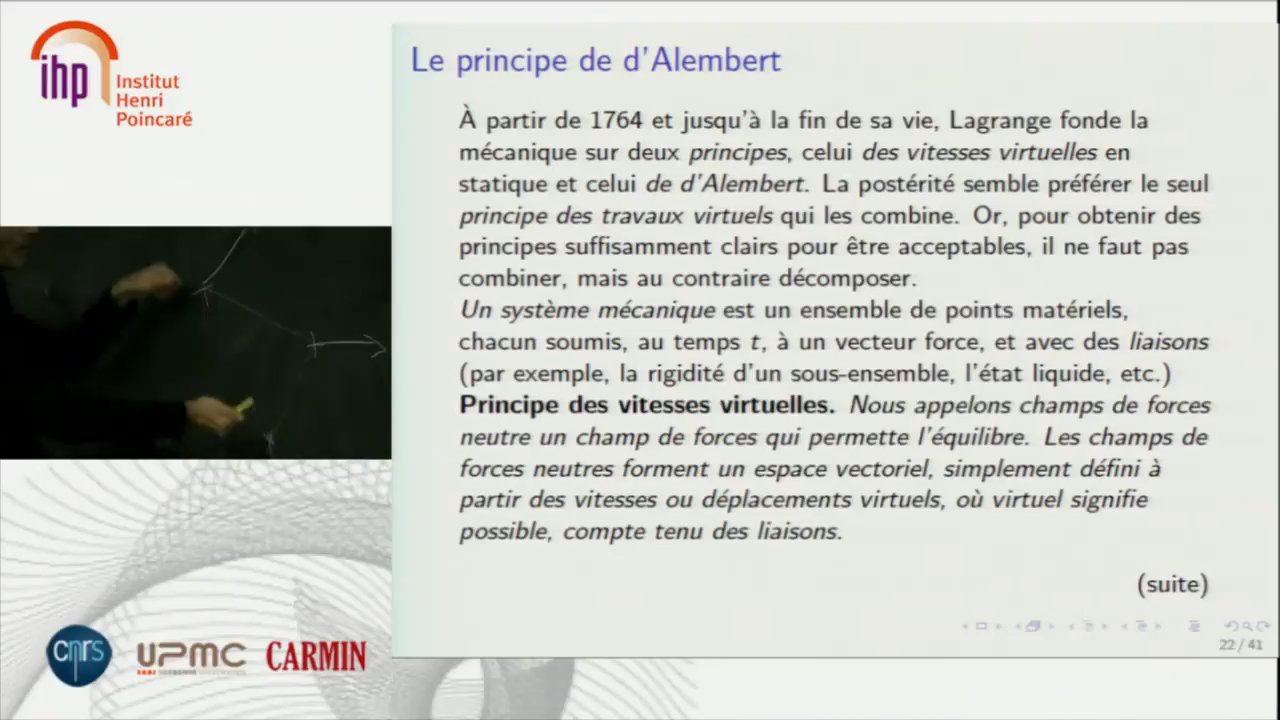 ihp
Institut
Henri
Poincaré
Le principe de d'Alembert
À partir de 1764 et jusqu'à la fin de sa vie, Lagrange fonde la
mécanique sur deux principes, celui des vitesses virtuelles en
statique et celui de d'Alembert. La postérité semble préférer le seul
principe des travaux virtuels qui les combine. Or, pour obtenir des
principes suffisamment clairs pour être acceptables, il ne faut pas
combiner, mais au contraire décomposer.
Un système mécanique est un ensemble de points matériels,
chacun soumis, au temps t, à un vecteur force, et avec des liaisons
(par exemple, la rigidité d'un sous-ensemble, l'état liquide, etc.)
Principe des vitesses virtuelles. Nous appelons champs de forces
neutre un champ de forces qui permette l'équilibre. Les champs de
forces neutres forment un espace vectoriel, simplement défini à
partir des vitesses ou déplacements virtuels, où virtuel signifie
possible, compte tenu des liaisons.
(suite)
22 / 41
cnrs
UPMC
CARMIN